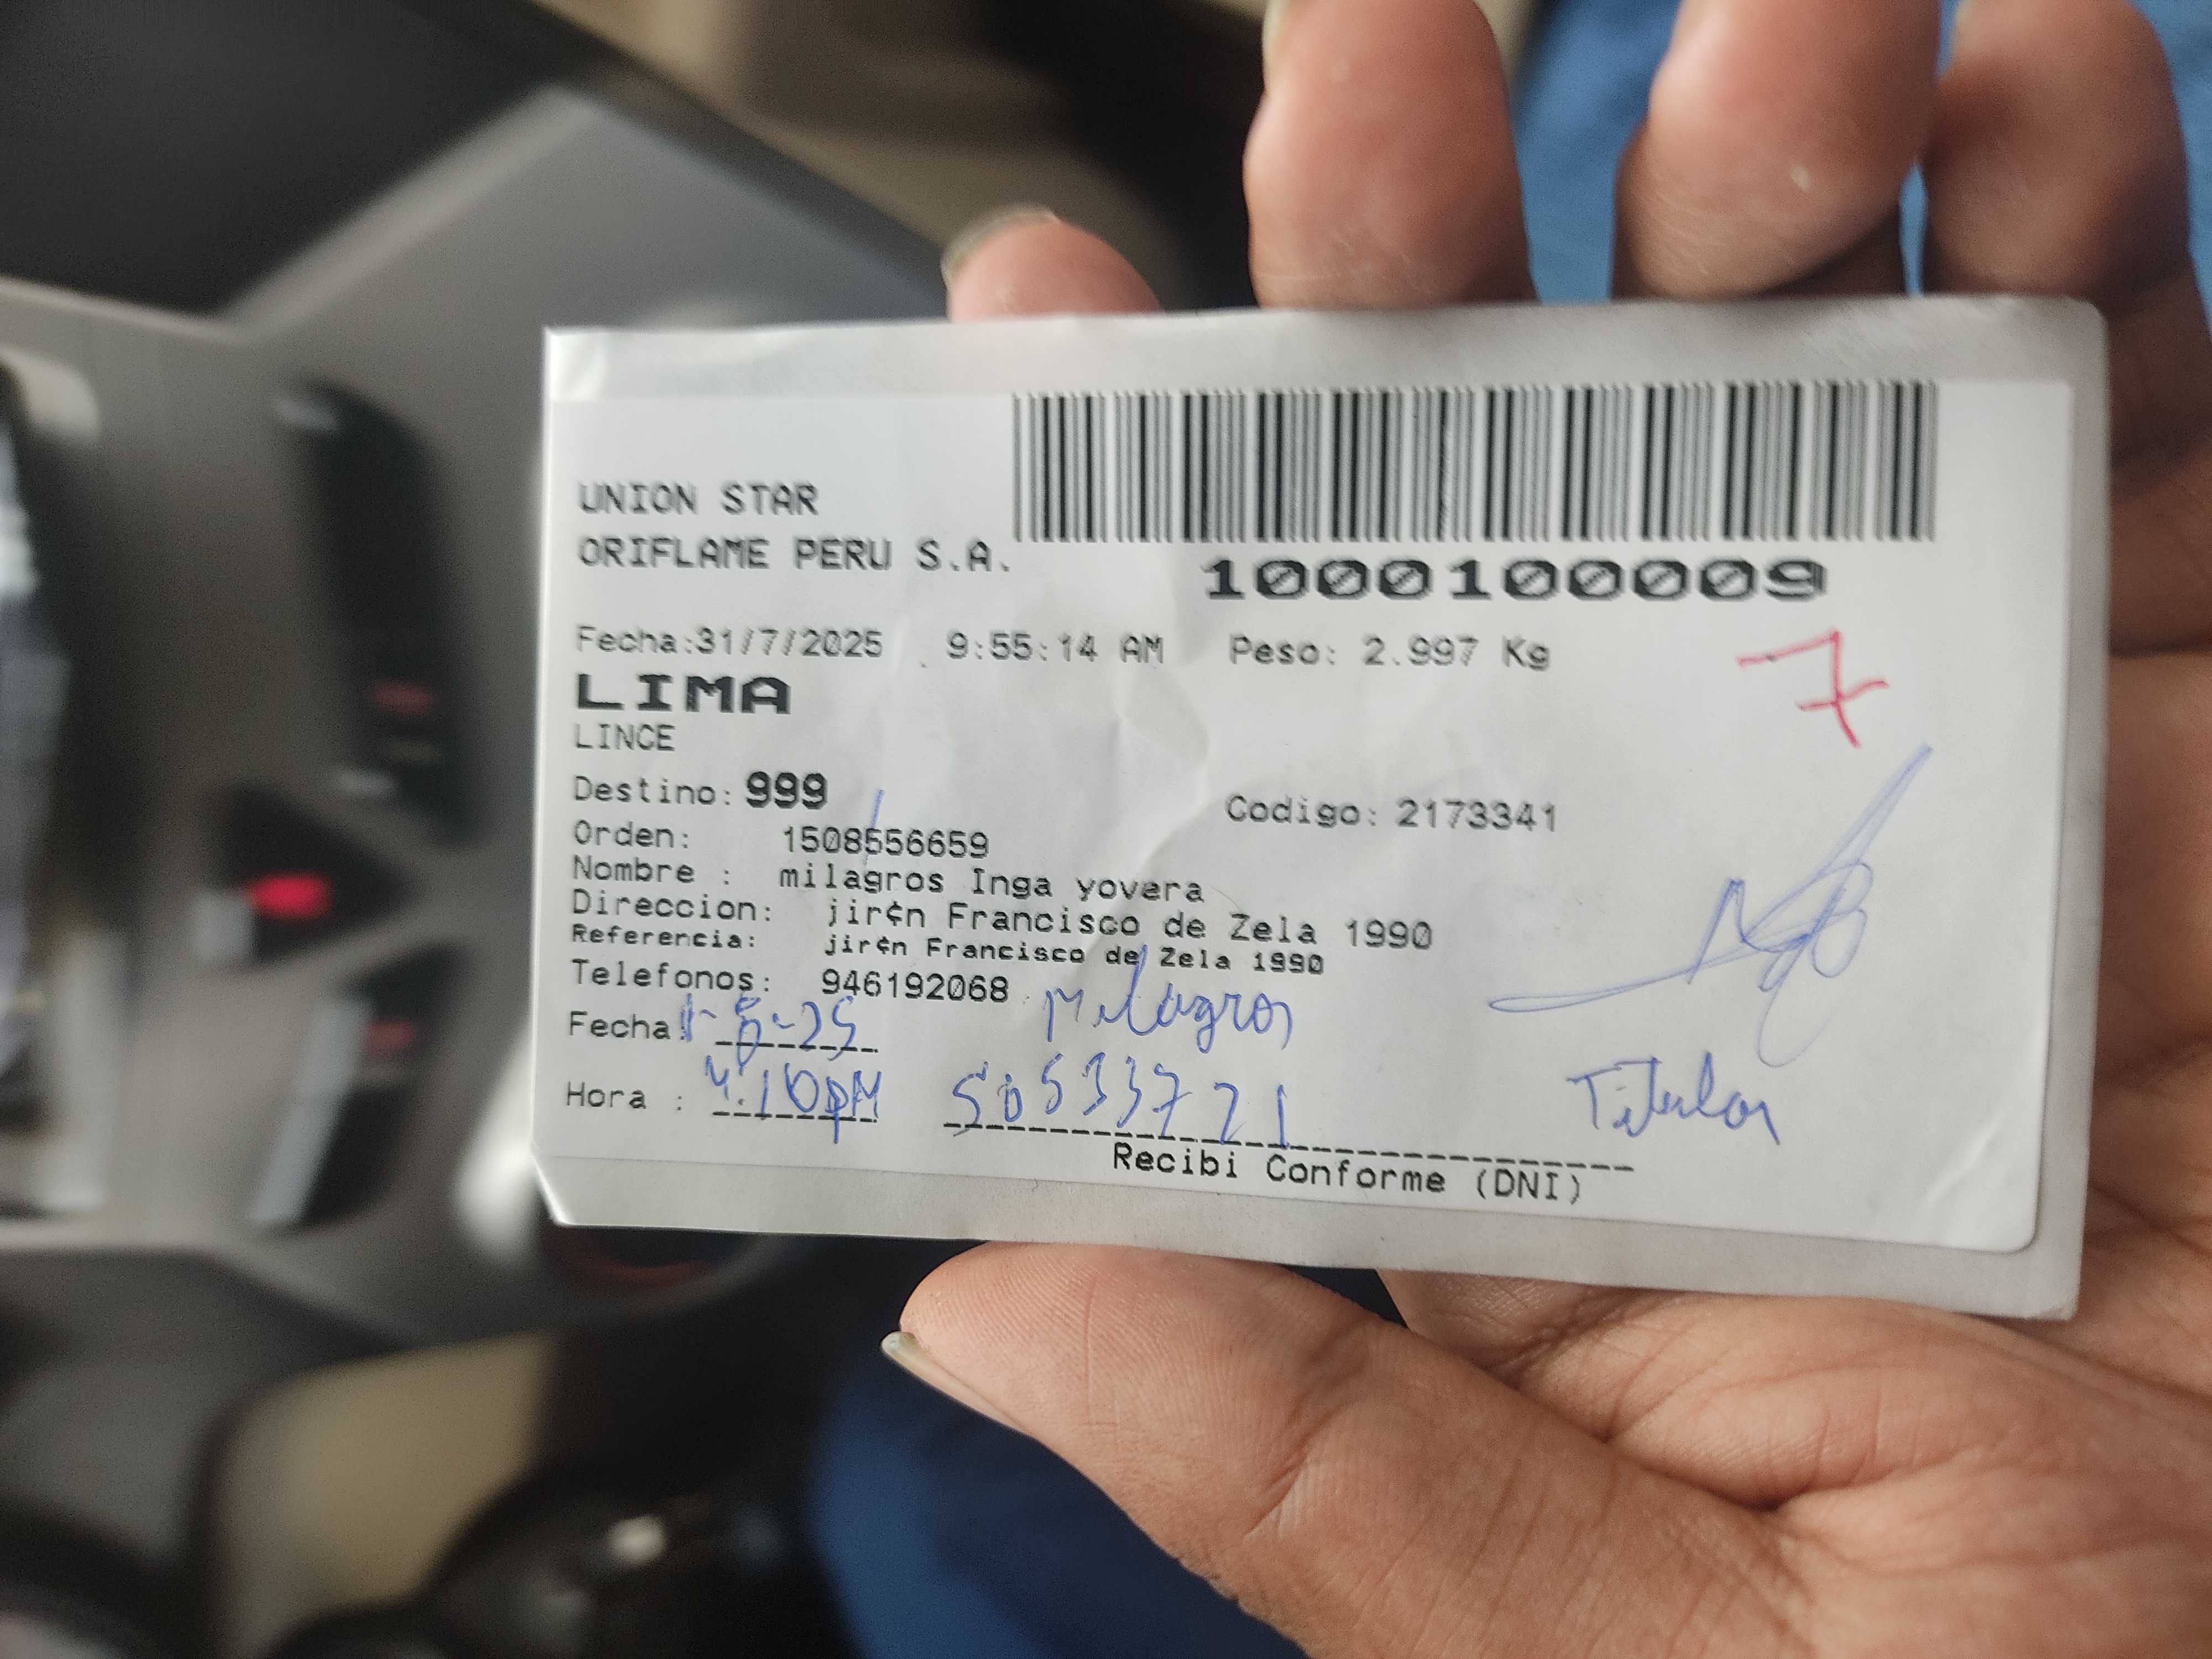 UNION STAR
ORIFLAME PERU S.A.
1000100009
Fecha:31/7/2025 9:55:14 AM Peso: 2.997 Kg
7
LIMA
LINCE
Destino: 999 Codigo: 2173341
Orden: 1508556659
Nombre : milagros Inga yovera
Direccion: jir¢n Francisco de Zela 1990
Referencia: jir¢n Francisco de Zela 1990
Telefonos: 946192068
Fecha: 1-8-25 Milagros
Hora : 4:10pM 50533721 Titular
Recibi Conforme (DNI)